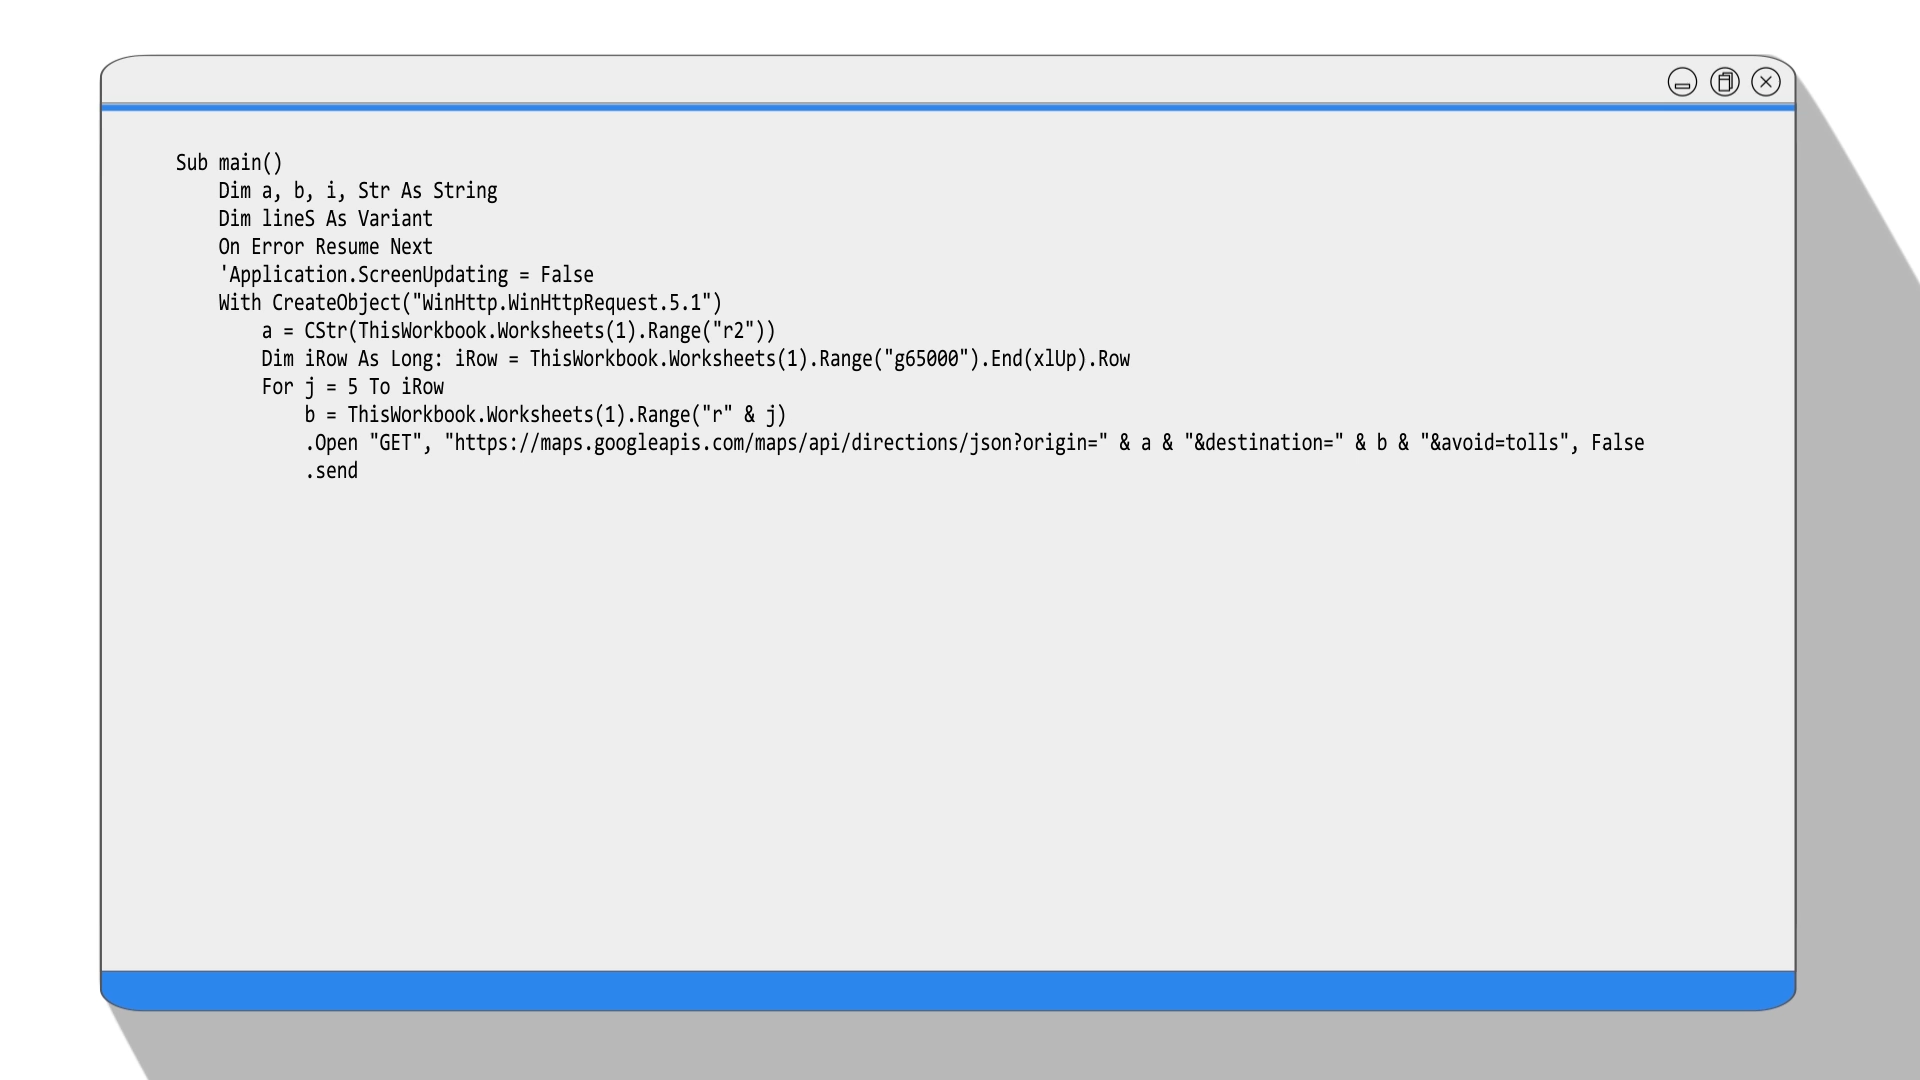 Sub main()
    Dim a, b, i, Str As String
    Dim lineS As Variant
    On Error Resume Next
    'Application.ScreenUpdating = False
    With CreateObject("WinHttp.WinHttpRequest.5.1")
        a = CStr(ThisWorkbook.Worksheets(1).Range("r2"))
        Dim iRow As Long: iRow = ThisWorkbook.Worksheets(1).Range("g65000").End(xlUp).Row
        For j = 5 To iRow
            b = ThisWorkbook.Worksheets(1).Range("r" & j)
            .Open "GET", "https://maps.googleapis.com/maps/api/directions/json?origin=" & a & "&destination=" & b & "&avoid=tolls", False
            .send